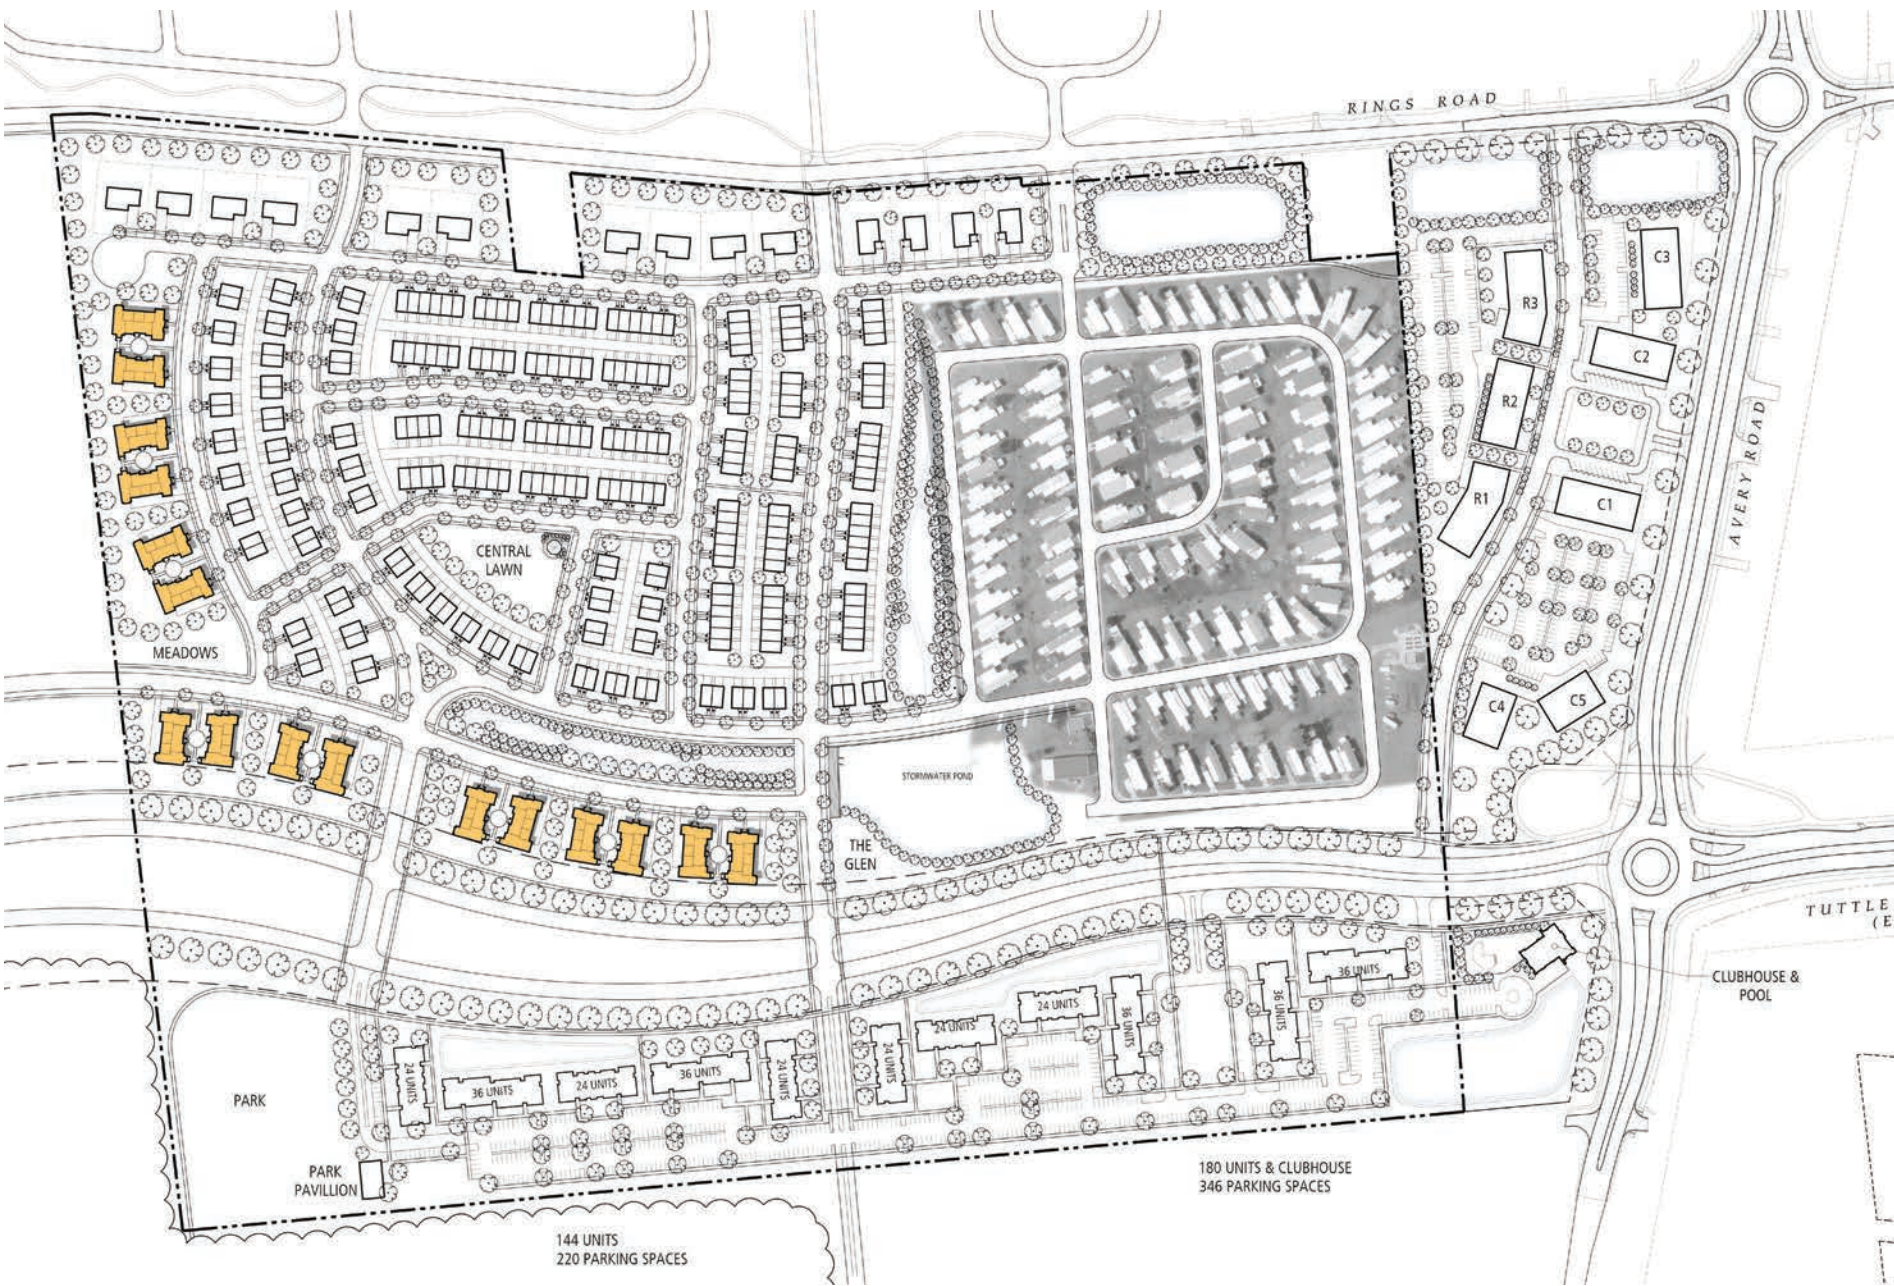 RINGS ROAD
C3
R3
C2
R2
AVERY ROAD
R1
C1
CENTRAL
LAWN
MEADOWS
C4
C5
STORMWATER POND
THE
GLEN
TUTTLE
(E
CLUBHOUSE &
POOL
36 UNITS
36 UNITS
36 UNITS
24 UNITS
24 UNITS
24 UNITS
24 UNITS
36 UNITS
24 UNITS
36 UNITS
24 UNITS
PARK
PARK
PAVILLION
180 UNITS & CLUBHOUSE
346 PARKING SPACES
144 UNITS
220 PARKING SPACES